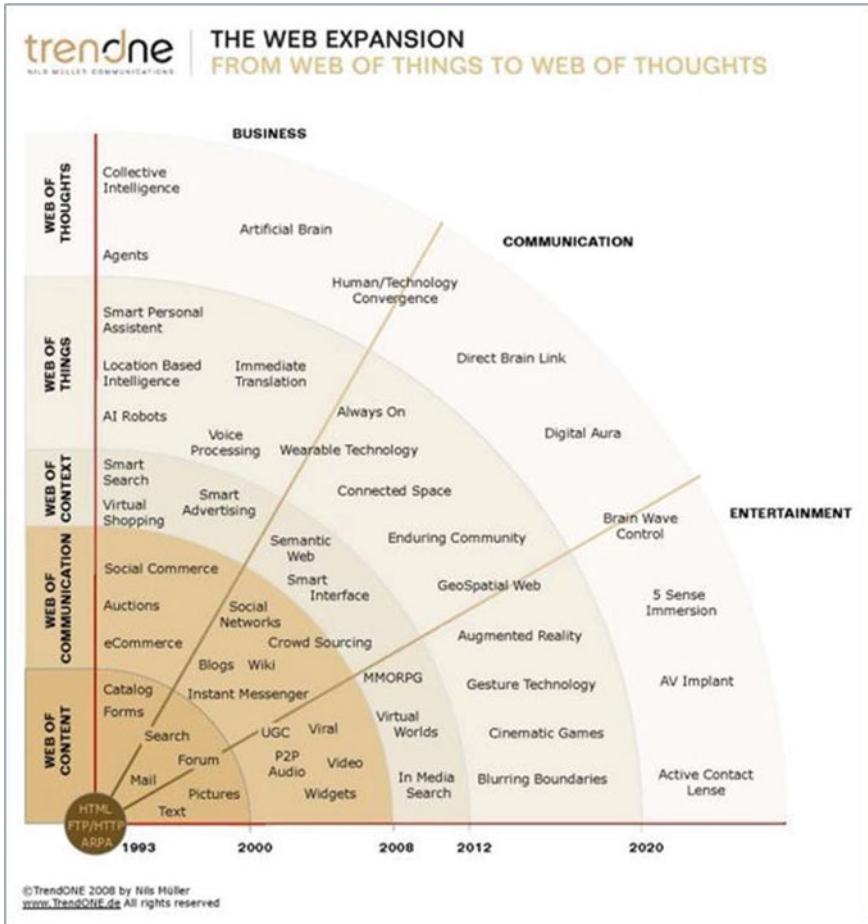 trendone
NILS MÜLLER COMMUNICATIONS
THE WEB EXPANSION
FROM WEB OF THINGS TO WEB OF THOUGHTS
BUSINESS
COMMUNICATION
ENTERTAINMENT
WEB OF
THOUGHTS
Collective
Intelligence
Artificial Brain
Agents
Human/Technology
Convergence
Direct Brain Link
Digital Aura
Brain Wave
Control
5 Sense
Immersion
AV Implant
Active Contact
Lense
WEB OF
THINGS
Smart Personal
Assistent
Location Based
Intelligence
Immediate
Translation
AI Robots
Voice
Processing
Always On
Wearable Technology
Connected Space
Enduring Community
GeoSpatial Web
Augmented Reality
Gesture Technology
Cinematic Games
Blurring Boundaries
WEB OF
CONTEXT
Smart
Search
Virtual
Shopping
Smart
Advertising
Semantic
Web
Smart
Interface
MMORPG
Virtual
Worlds
In Media
Search
WEB OF
COMMUNICATION
Social Commerce
Auctions
eCommerce
Social
Networks
Crowd Sourcing
Blogs
Wiki
Instant Messenger
UGC
Viral
P2P
Audio
Video
Widgets
WEB OF
CONTENT
Catalog
Forms
Search
Forum
Mail
Pictures
Text
HTML
FTP/HTTP
ARPA
1993
2000
2008
2012
2020
©TrendONE 2008 by Nils Müller
www.TrendONE.de All rights reserved